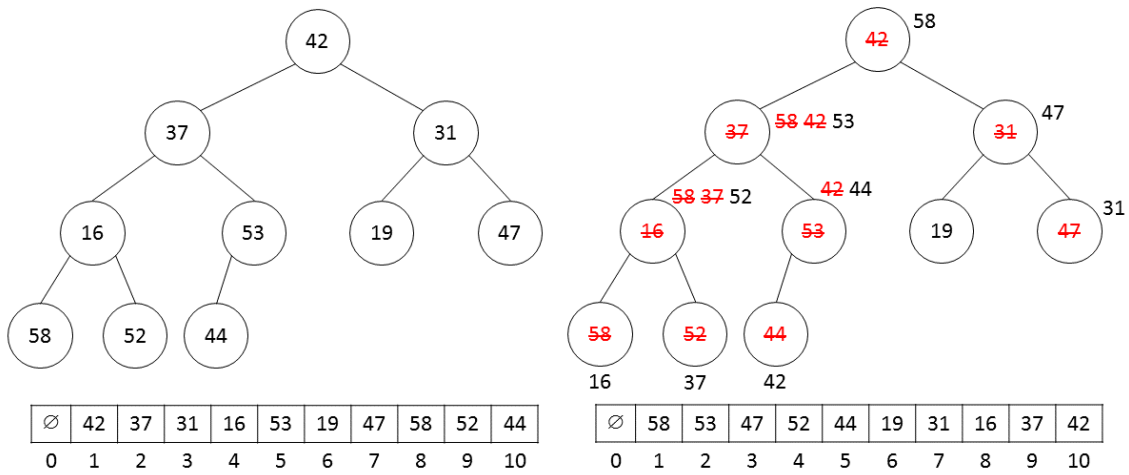 42
37 31
16 53 19 47
58 52 44
∅ 42 37 31 16 53 19 47 58 52 44
0 1 2 3 4 5 6 7 8 9 10
42 58
37 58 42 53 31 47
16 58 37 52 53 42 44 19 47 31
58 52 44
16 37 42
∅ 58 53 47 52 44 19 31 16 37 42
0 1 2 3 4 5 6 7 8 9 10